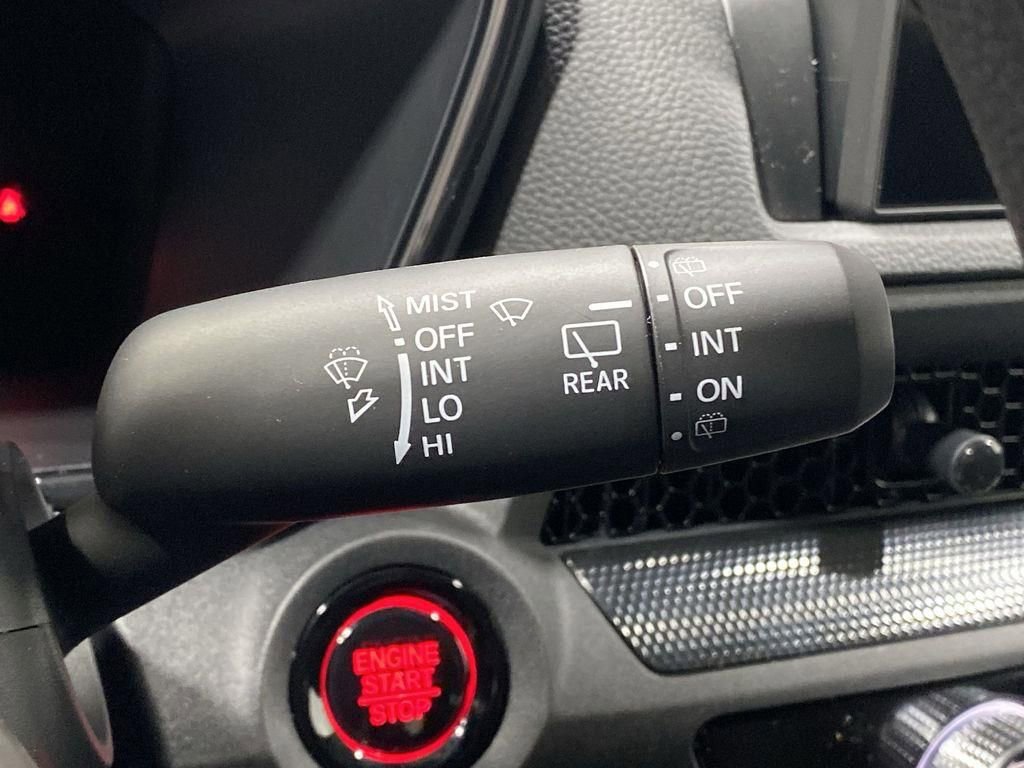 MIST
OFF
INT
LO
HI
REAR
OFF
INT
ON
ENGINE
START
STOP